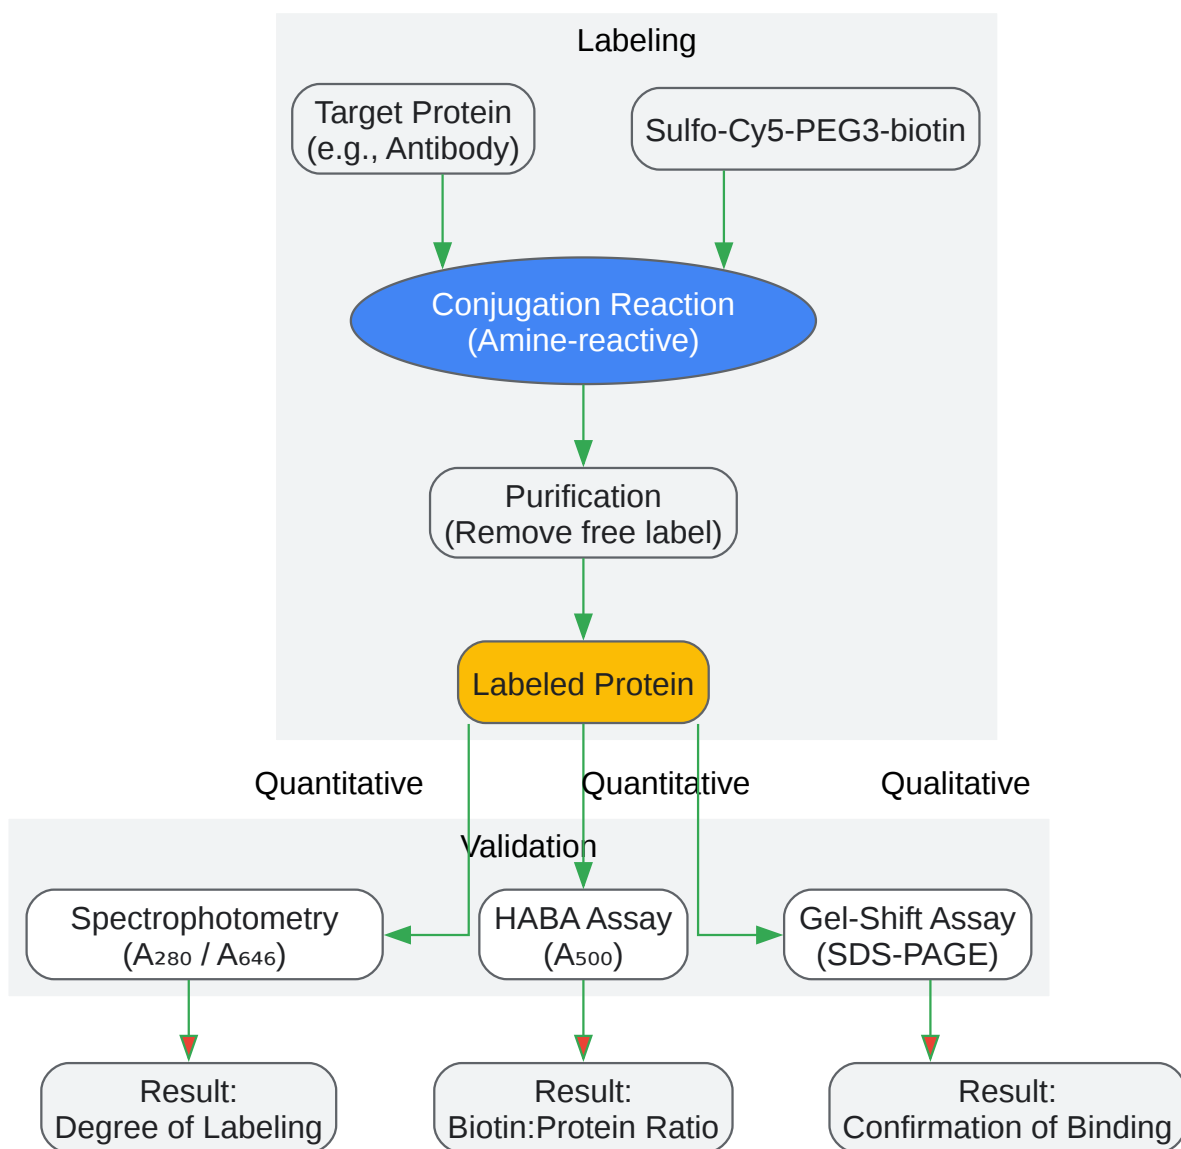 Labeling
Target Protein
(e.g., Antibody)
Sulfo-Cy5-PEG3-biotin
Conjugation Reaction
(Amine-reactive)
Purification
(Remove free label)
Labeled Protein
Quantitative
Quantitative
Qualitative
Validation
Spectrophotometry
(A₂₈₀ / A₆₄₆)
HABA Assay
(A₅₀₀)
Gel-Shift Assay
(SDS-PAGE)
Result:
Degree of Labeling
Result:
Biotin:Protein Ratio
Result:
Confirmation of Binding